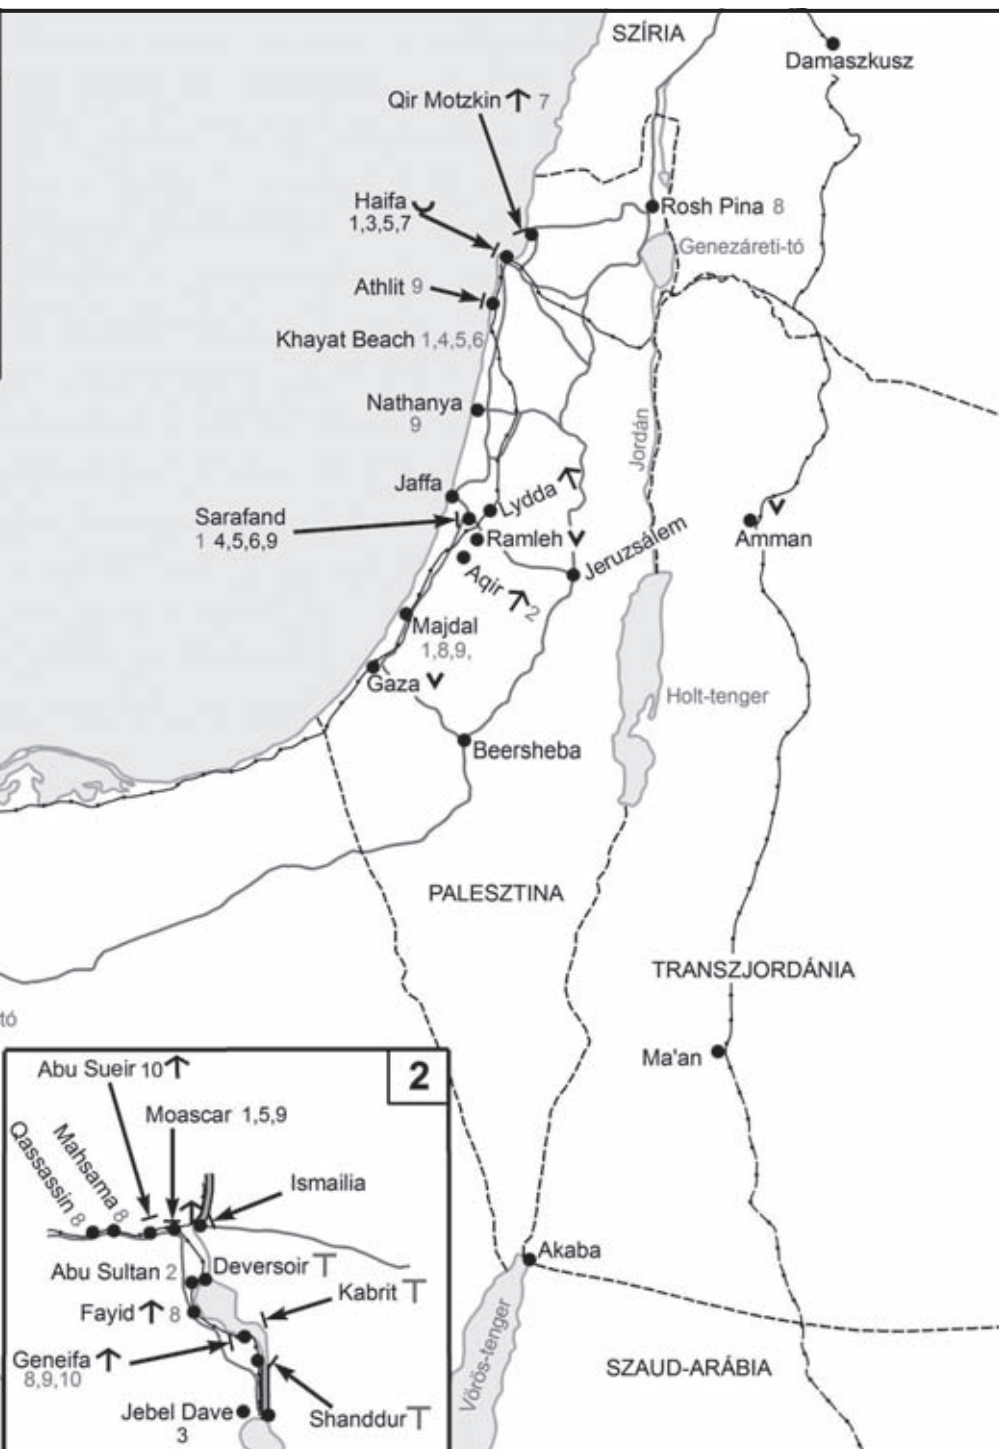 SZÍRIA
Damaszkusz
Qir Motzkin 7
Haifa
1,3,5,7
Rosh Pina 8
Genezáreti-tó
Athlit 9
Khayat Beach 1,4,5,6
Nathanya
9
Jordán
Jaffa
Lydda
Sarafand
1 4,5,6,9
Ramleh
Jeruzsálem
Amman
Aqir 2
Majdal
1,8,9,
Gaza
Holt-tenger
Beersheba
PALESZTINA
TRANSZJORDÁNIA
tó
Ma'an
2
Abu Sueir 10
Moascar 1,5,9
Qassassín 8
Mahsama 8
Ismailia
Abu Sultan 2
Deversoir
Kabrit
Fayid 8
Geneifa
8,9,10
Jebel Dave
3
Shanddur
Akaba
Vörös-tenger
SZAUD-ARÁBIA